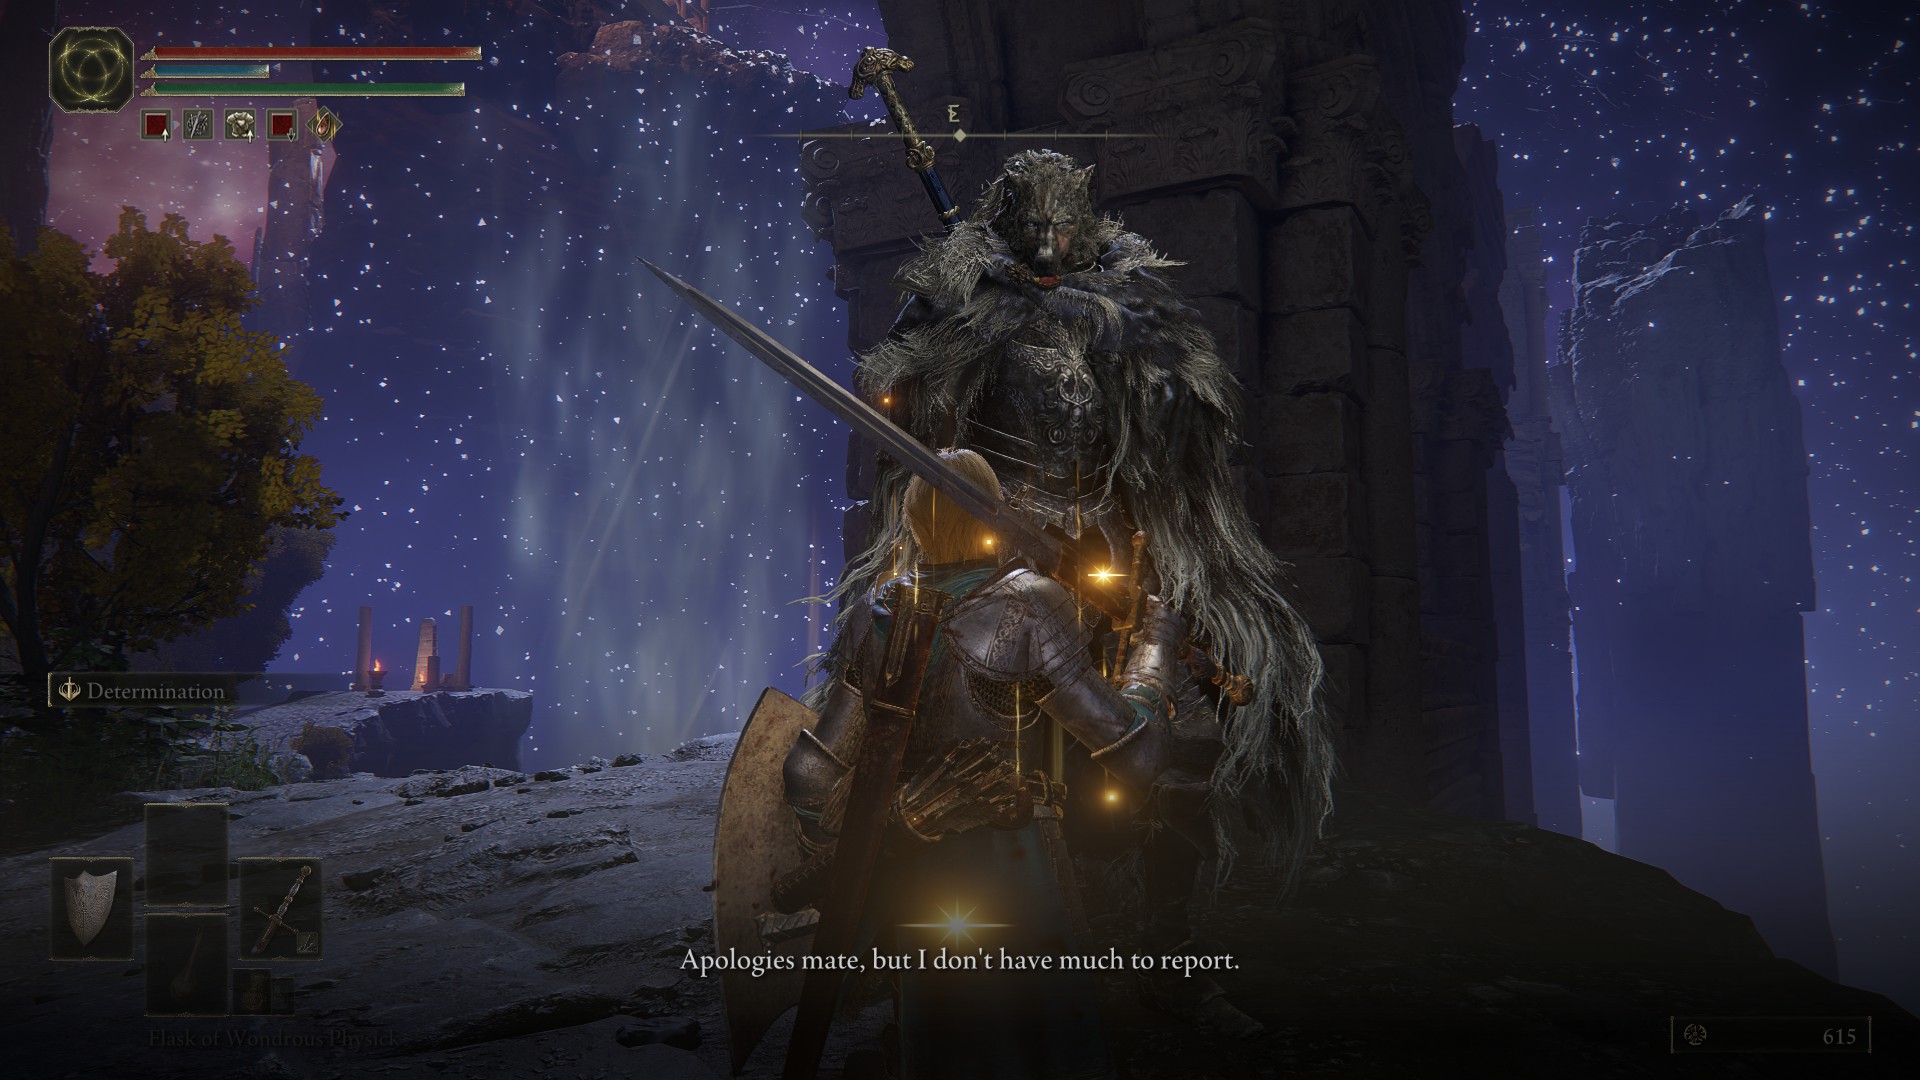 E
Determination
Apologies mate, but I don't have much to report.
Flask of Wondrous Physick
615